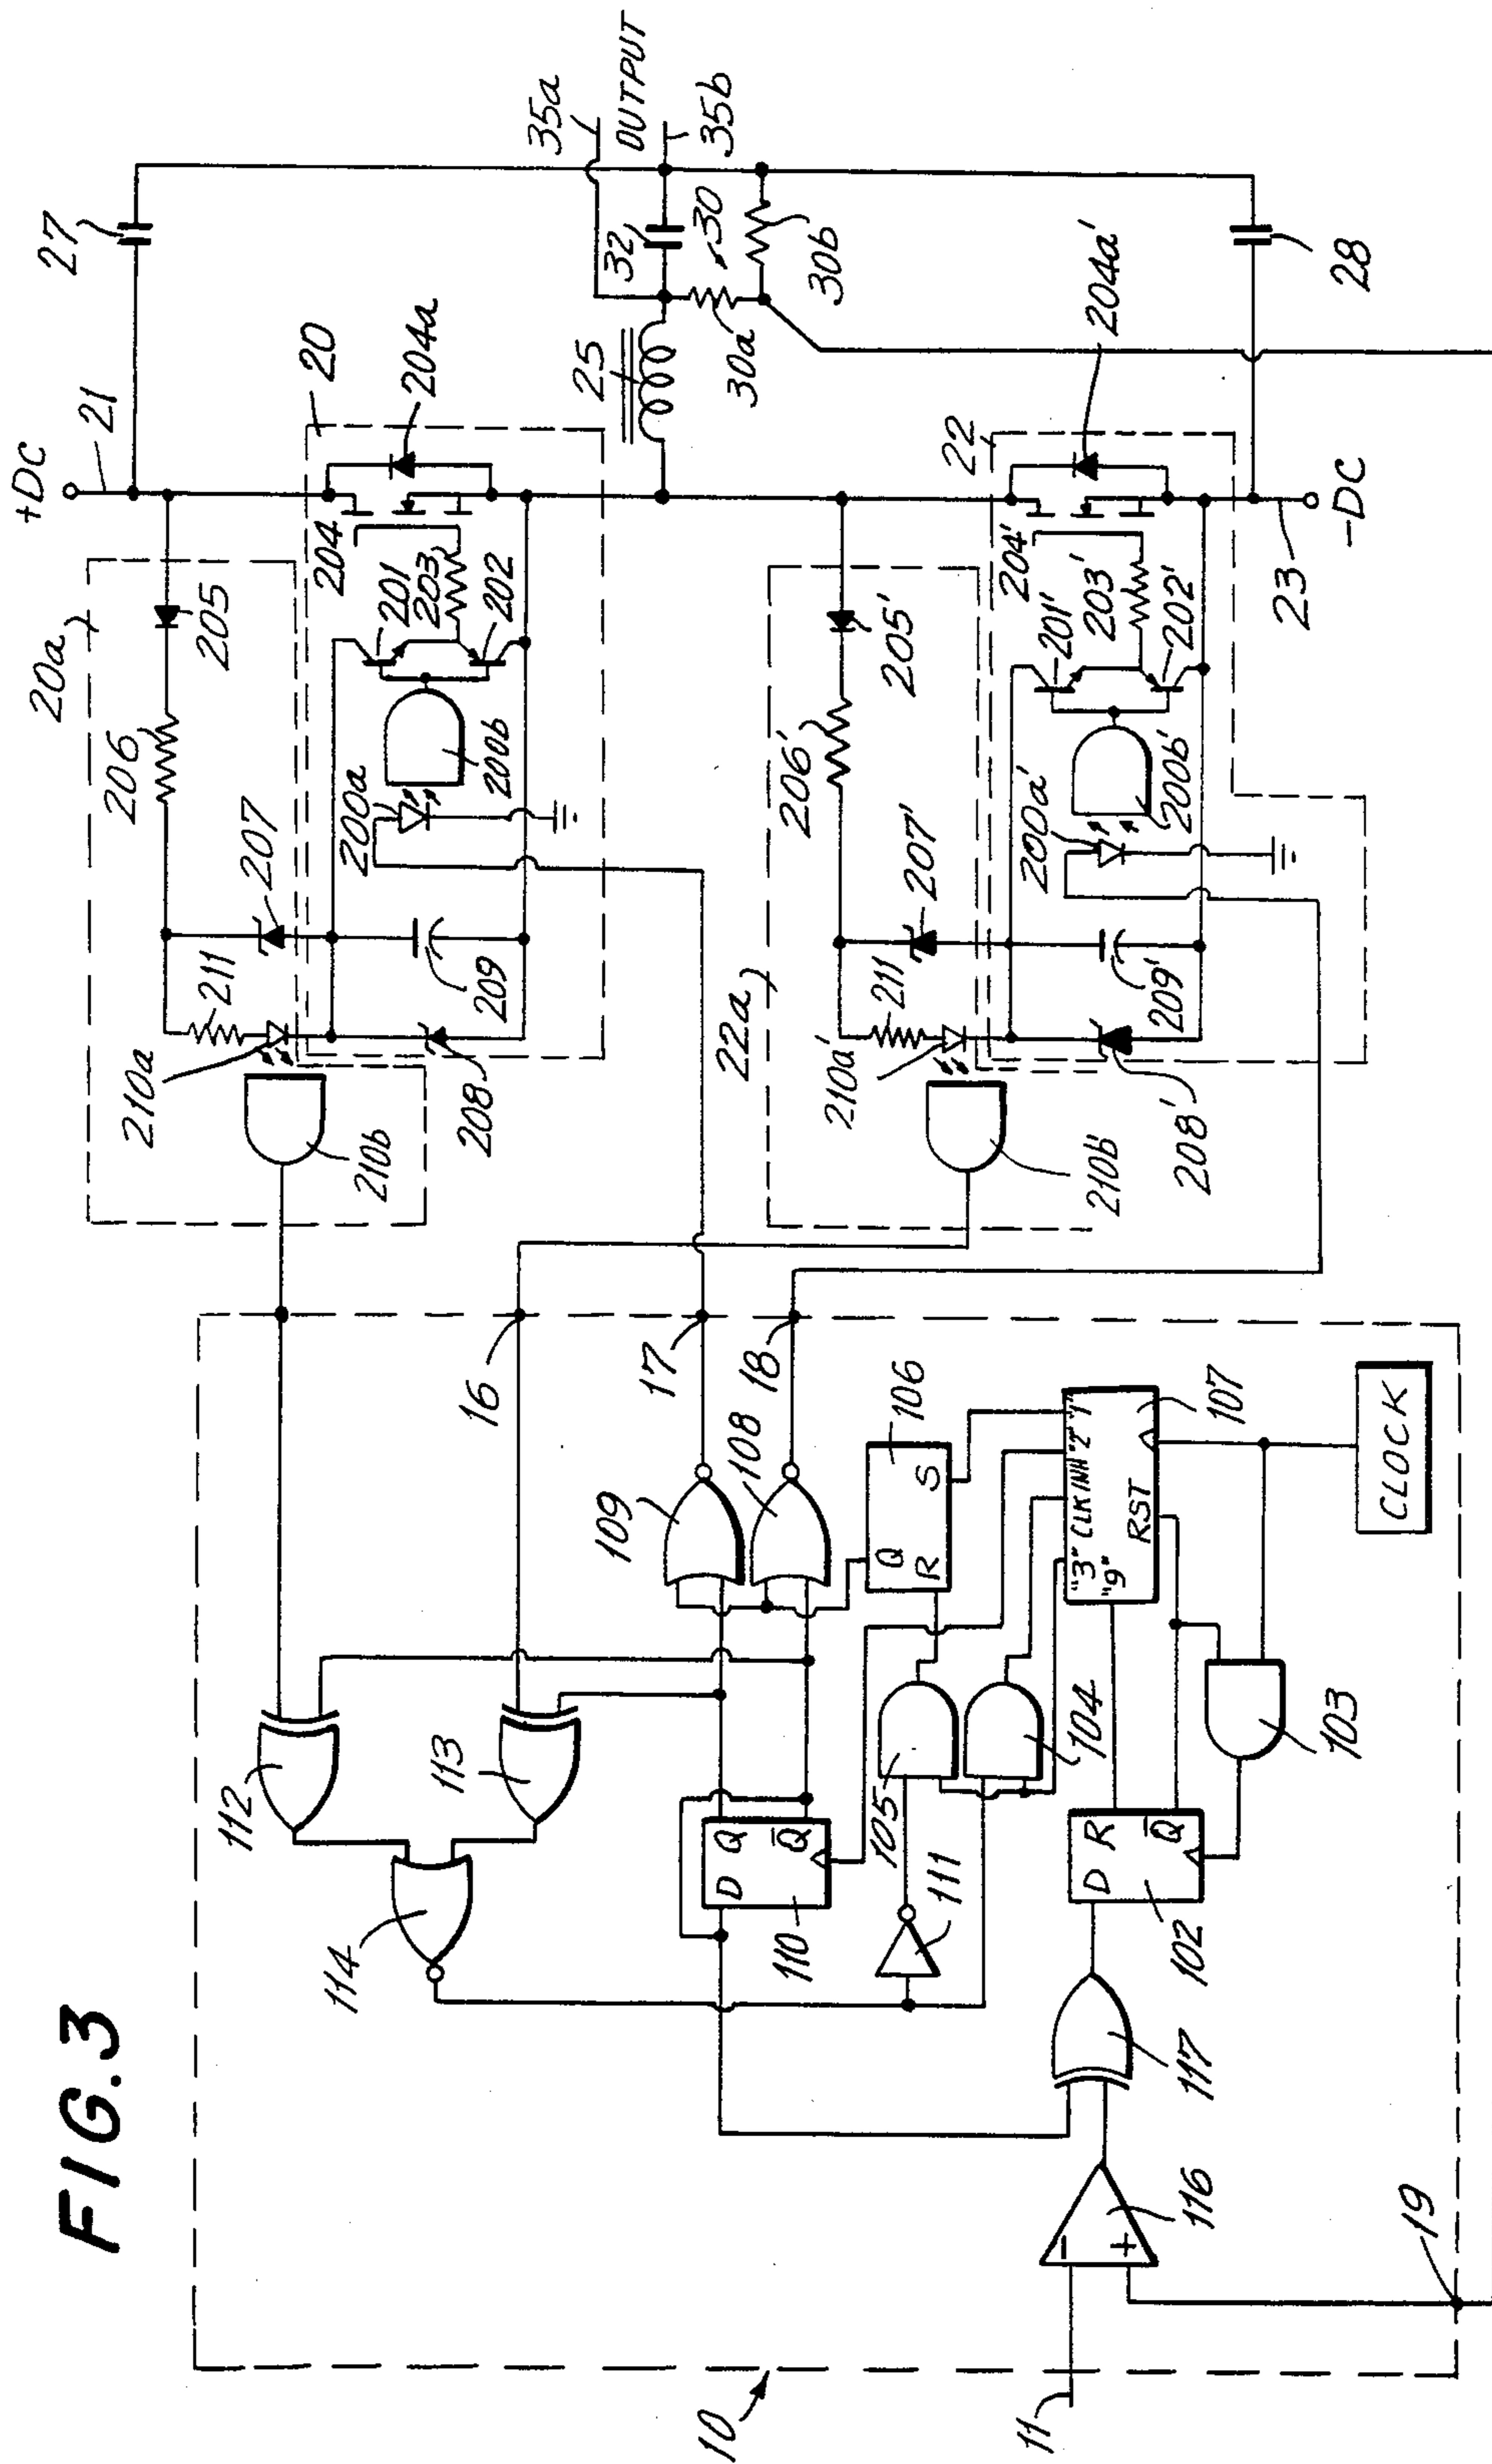 FIG.3
+DC
21
27
20a
206
205
207
211
210a
210b
208
209
200a
200b
201
202
203
204
20
204a
25
32
30
30a
30b
35a
OUTPUT
35b
22a
206'
205'
207'
211
210a'
210b'
208'
209'
200a'
200b'
201'
202'
203'
204'
22
204a'
28
23
-DC
112
113
114
16
17
18
109
108
D Q
Q̅
110
111
105
104
106
Q
R S
"3" CLK INH "2" "1"
"9" RST
107
CLOCK
103
D R
Q̅
102
117
116
−
+
19
11
10